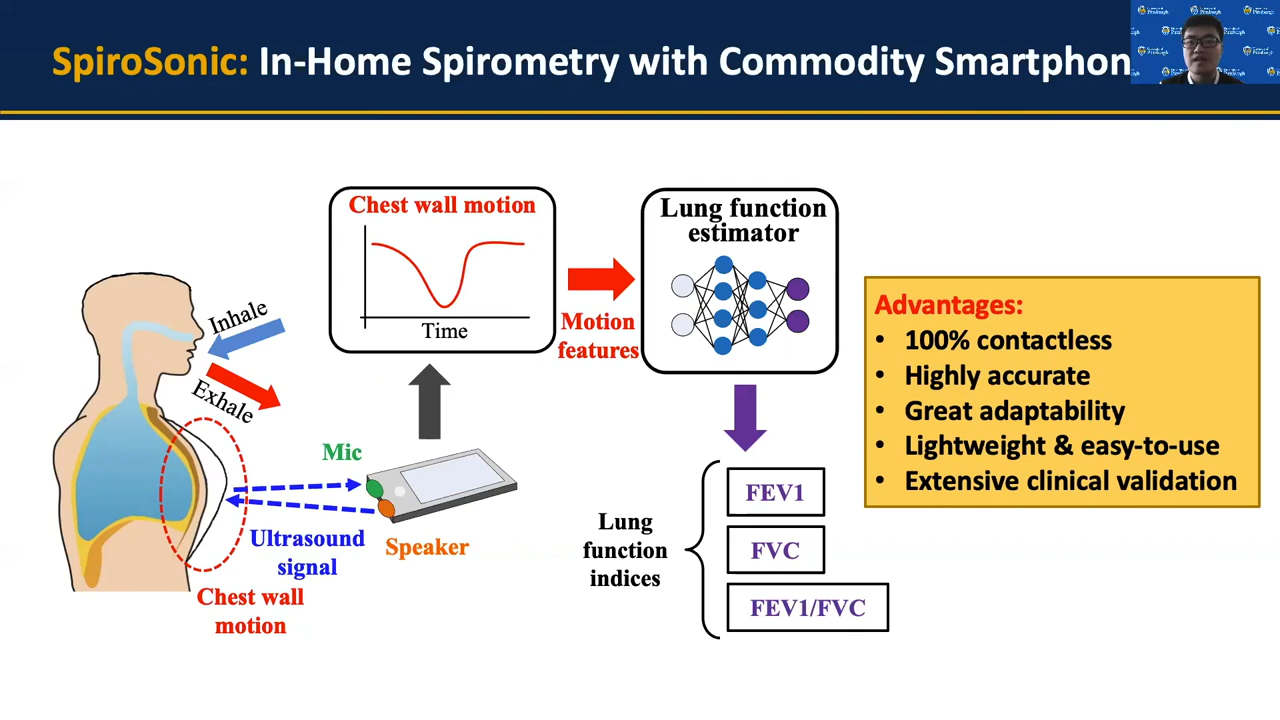 SpiroSonic: In-Home Spirometry with Commodity Smartphon
Chest wall motion
Time
Inhale
Exhale
Mic
Speaker
Ultrasound
signal
Chest wall
motion
Motion
features
Lung function
estimator
Lung
function
indices
FEV1
FVC
FEV1/FVC
Advantages:
• 100% contactless
• Highly accurate
• Great adaptability
• Lightweight & easy-to-use
• Extensive clinical validation